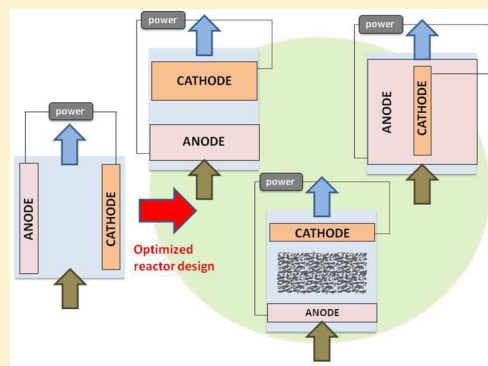 power
ANODE
CATHODE
Optimized
reactor design
power
CATHODE
ANODE
power
ANODE
CATHODE
power
CATHODE
ANODE